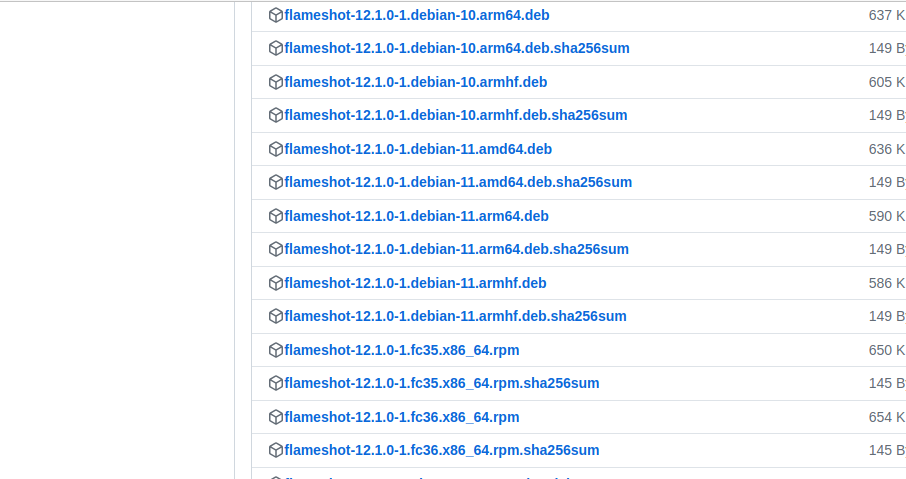 flameshot-12.1.0-1.debian-10.arm64.deb 637 K
flameshot-12.1.0-1.debian-10.arm64.deb.sha256sum 149 B
flameshot-12.1.0-1.debian-10.armhf.deb 605 K
flameshot-12.1.0-1.debian-10.armhf.deb.sha256sum 149 B
flameshot-12.1.0-1.debian-11.amd64.deb 636 K
flameshot-12.1.0-1.debian-11.amd64.deb.sha256sum 149 B
flameshot-12.1.0-1.debian-11.arm64.deb 590 K
flameshot-12.1.0-1.debian-11.arm64.deb.sha256sum 149 B
flameshot-12.1.0-1.debian-11.armhf.deb 586 K
flameshot-12.1.0-1.debian-11.armhf.deb.sha256sum 149 B
flameshot-12.1.0-1.fc35.x86_64.rpm 650 K
flameshot-12.1.0-1.fc35.x86_64.rpm.sha256sum 145 B
flameshot-12.1.0-1.fc36.x86_64.rpm 654 K
flameshot-12.1.0-1.fc36.x86_64.rpm.sha256sum 145 B